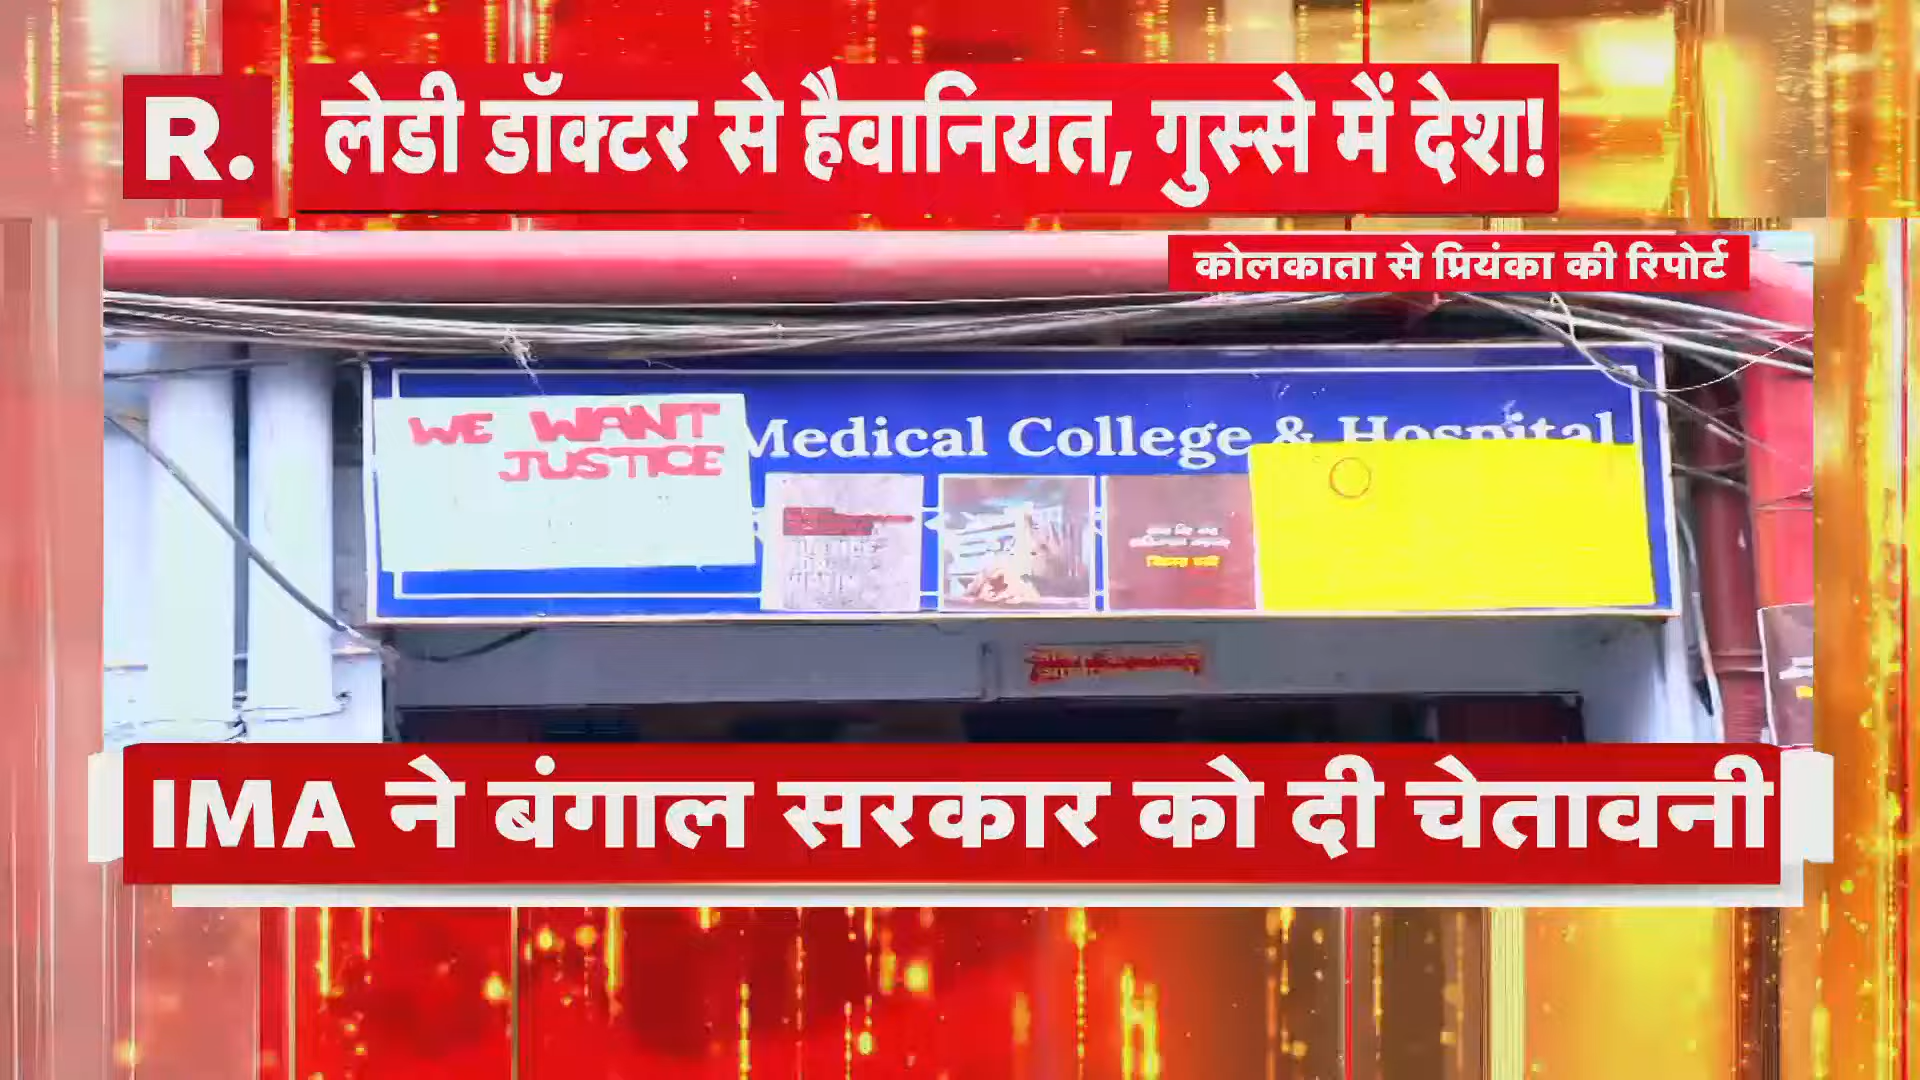 R.
लेडी डॉक्टर से हैवानियत, गुस्से में देश!
कोलकाता से प्रियंका की रिपोर्ट
WE WANT
JUSTICE
Medical College & Hospital
IMA ने बंगाल सरकार को दी चेतावनी